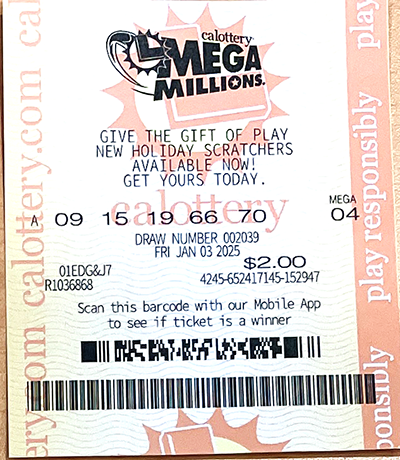 calottery
MEGA
MILLIONS.
GIVE THE GIFT OF PLAY
NEW HOLIDAY SCRATCHERS
AVAILABLE NOW!
GET YOURS TODAY.
calottery
MEGA
A 09 15 19 66 70 04
DRAW NUMBER 002039
FRI JAN 03 2025
$2.00
01EDG&J7 4245-652417145-152947
R1036868
Scan this barcode with our Mobile App
to see if ticket is a winner
calottery.com
play responsibly